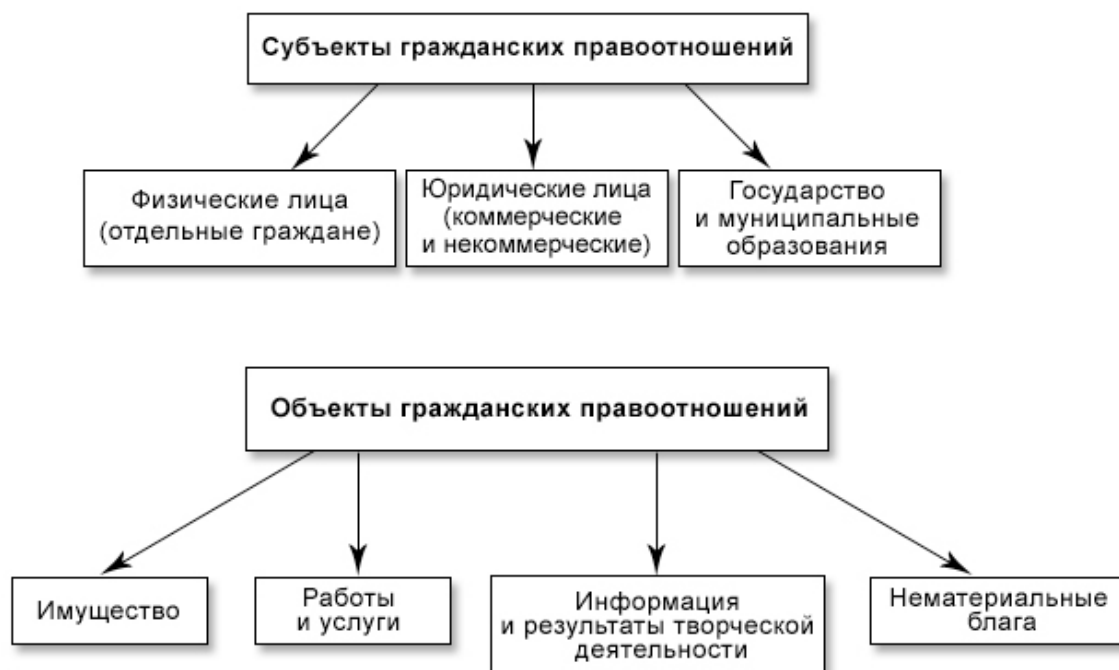 Субъекты гражданских правоотношений
Физические лица
(отдельные граждане)
Юридические лица
(коммерческие
и некоммерческие)
Государство
и муниципальные
образования
Объекты гражданских правоотношений
Имущество
Работы
и услуги
Информация
и результаты творческой
деятельности
Нематериальные
блага